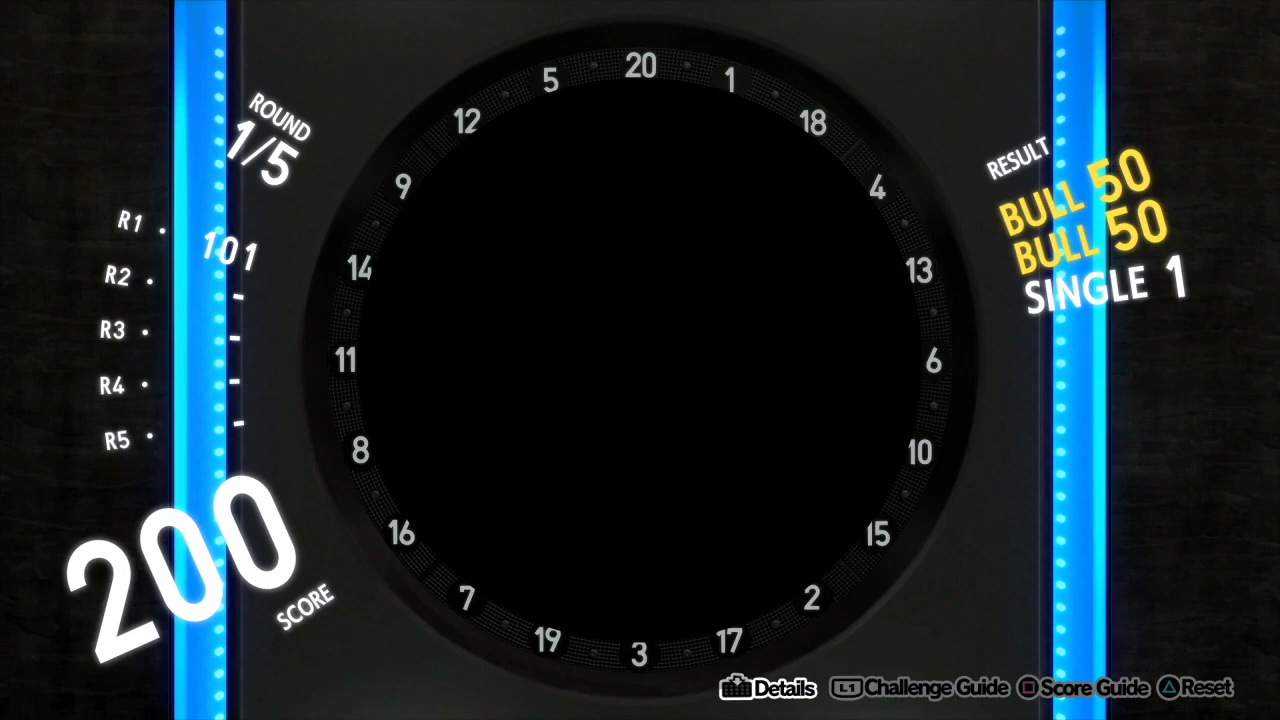 ROUND
1/5
R1 101
R2 -
R3 -
R4 -
R5 -
200
SCORE
20
1
18
4
13
6
10
15
2
17
3
19
7
16
8
11
14
9
12
5
RESULT
BULL 50
BULL 50
SINGLE 1
Details L1 Challenge Guide Score Guide Reset